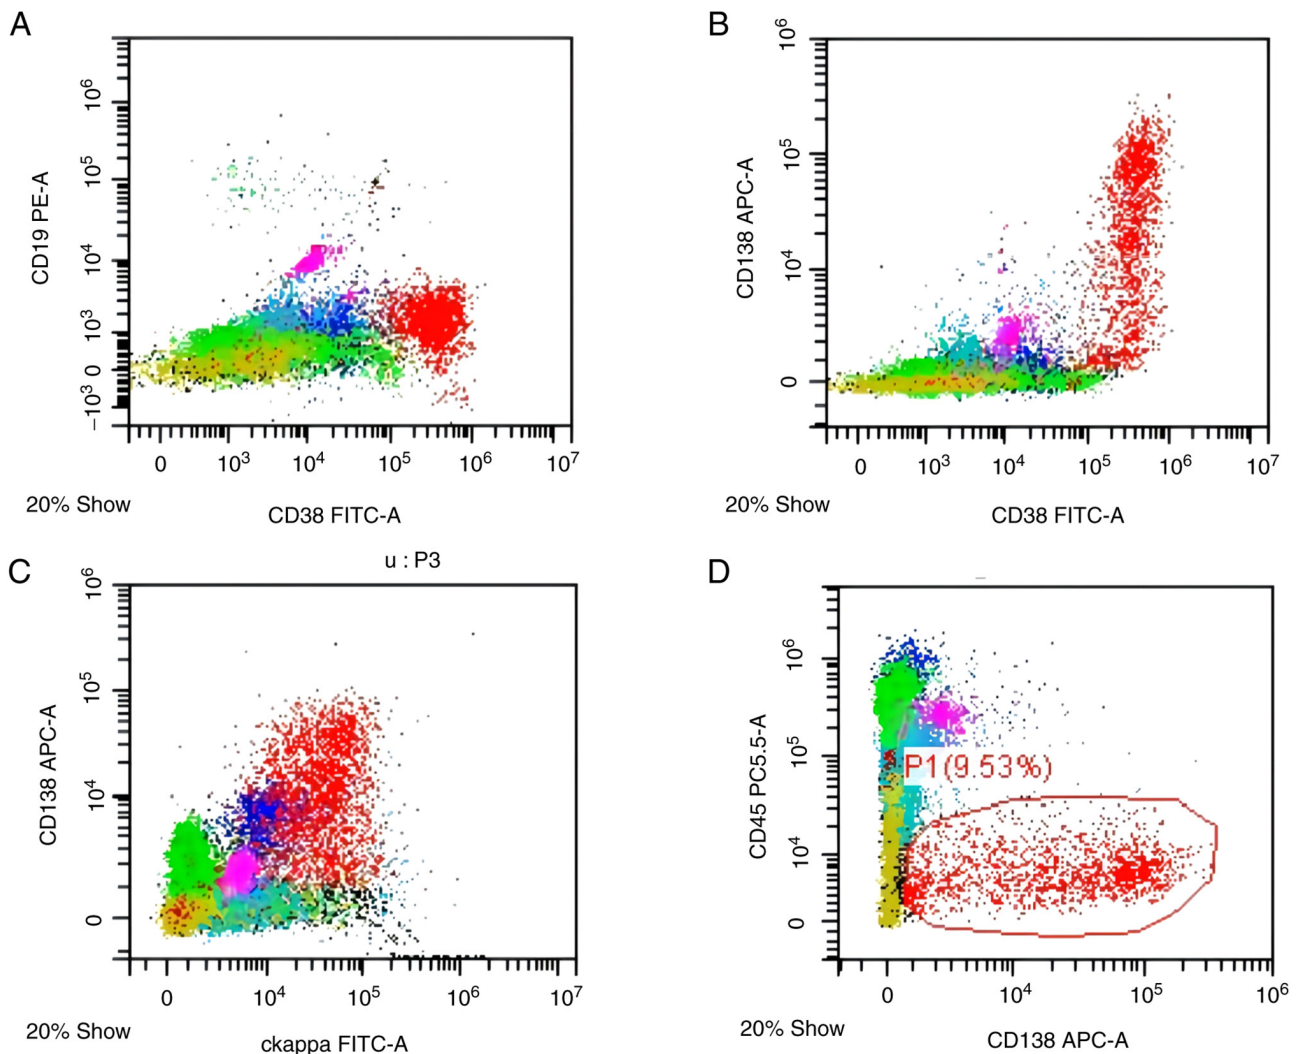 A
CD19 PE-A
10^6
10^5
10^4
10^3
0
−10^3
0 10^3 10^4 10^5 10^6 10^7
20% Show
CD38 FITC-A
B
CD138 APC-A
10^6
10^5
10^4
0
0 10^3 10^4 10^5 10^6 10^7
20% Show
CD38 FITC-A
C
u : P3
CD138 APC-A
10^6
10^5
10^4
0
0 10^4 10^5 10^6 10^7
20% Show
ckappa FITC-A
D
CD45 PC5.5-A
10^6
10^5
P1(9.53%)
10^4
0
0 10^4 10^5 10^6
20% Show
CD138 APC-A